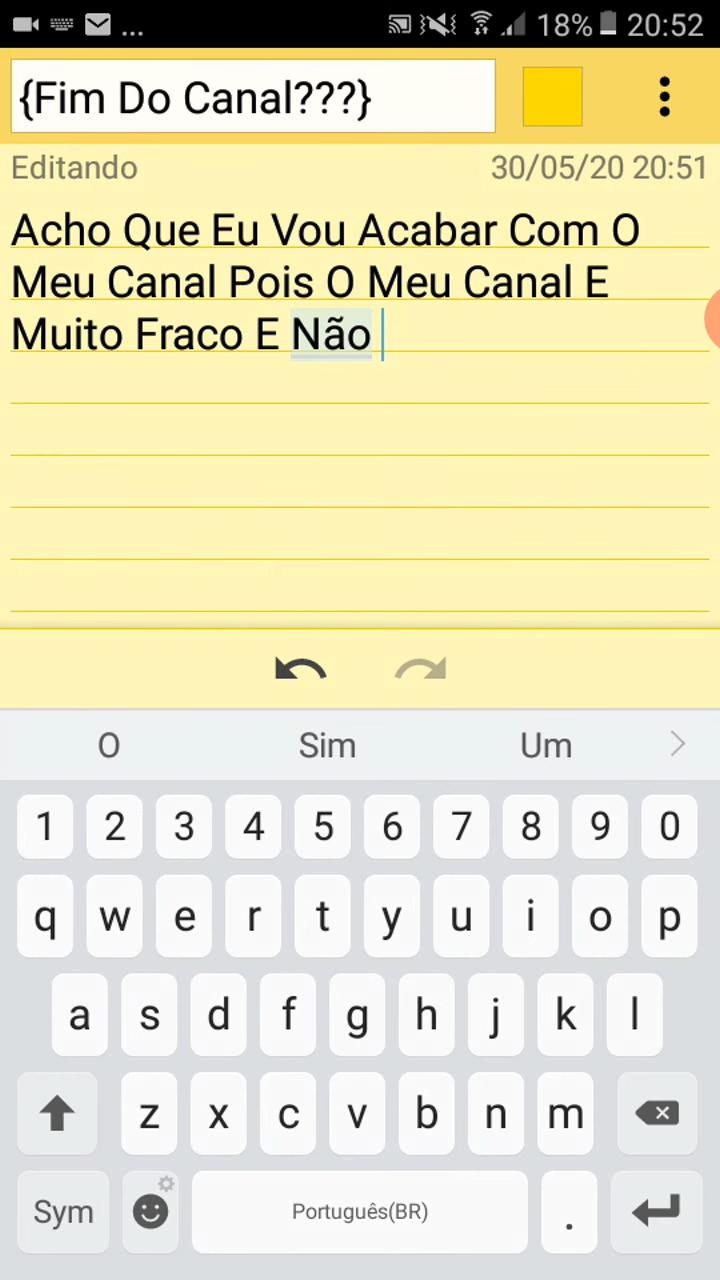 ... 18% 20:52
{Fim Do Canal???}
Editando 30/05/20 20:51
Acho Que Eu Vou Acabar Com O
Meu Canal Pois O Meu Canal E
Muito Fraco E Não
O Sim Um
1 2 3 4 5 6 7 8 9 0
q w e r t y u i o p
a s d f g h j k l
z x c v b n m
Sym Português(BR) .